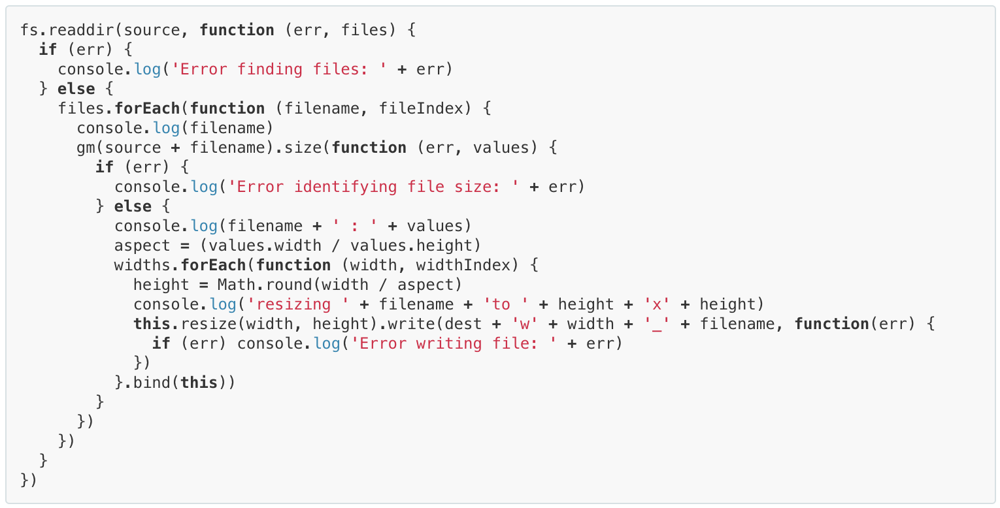 fs.readdir(source, function (err, files) {
  if (err) {
    console.log('Error finding files: ' + err)
  } else {
    files.forEach(function (filename, fileIndex) {
      console.log(filename)
      gm(source + filename).size(function (err, values) {
        if (err) {
          console.log('Error identifying file size: ' + err)
        } else {
          console.log(filename + ' : ' + values)
          aspect = (values.width / values.height)
          widths.forEach(function (width, widthIndex) {
            height = Math.round(width / aspect)
            console.log('resizing ' + filename + 'to ' + height + 'x' + height)
            this.resize(width, height).write(dest + 'w' + width + '_' + filename, function(err) {
              if (err) console.log('Error writing file: ' + err)
            })
          }.bind(this))
        }
      })
    })
  }
})